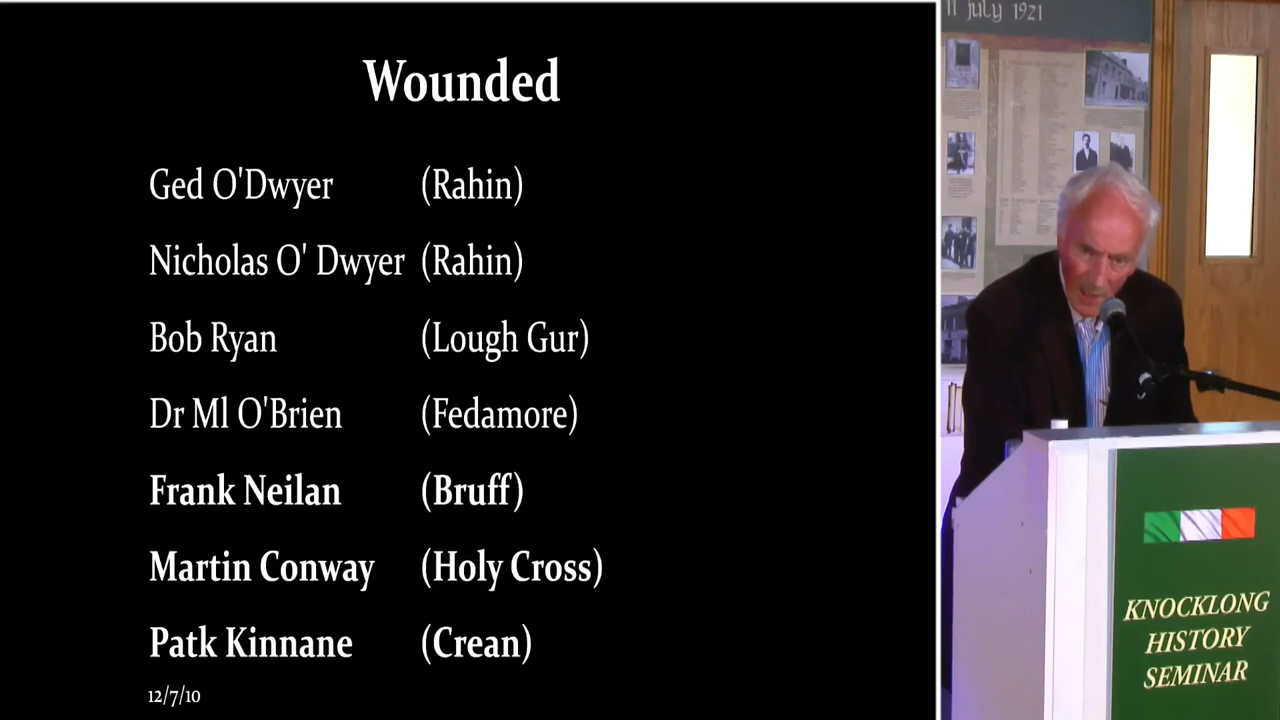 Wounded
Ged O'Dwyer (Rahin)
Nicholas O' Dwyer (Rahin)
Bob Ryan (Lough Gur)
Dr Ml O'Brien (Fedamore)
Frank Neilan (Bruff)
Martin Conway (Holy Cross)
Patk Kinnane (Crean)
12/7/10
11 July 1921
KNOCKLONG
HISTORY
SEMINAR